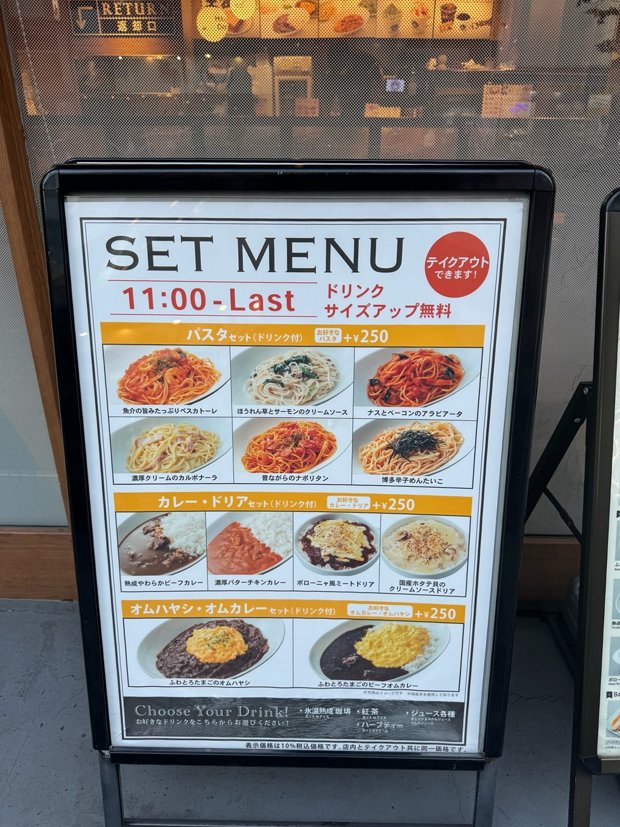 RETURN
返却口
SET MENU
テイクアウト
できます!
11:00-Last
ドリンク
サイズアップ無料
パスタセット(ドリンク付) お好きな パスタ +¥250
魚介の旨みたっぷりペスカトーレ
ほうれん草とサーモンのクリームソース
ナスとベーコンのアラビアータ
濃厚クリームのカルボナーラ
昔ながらのナポリタン
博多辛子めんたいこ
カレー・ドリアセット(ドリンク付) お好きな カレー・ドリア +¥250
熟成やわらかビーフカレー
濃厚バターチキンカレー
ボローニャ風ミートドリア
国産ホタテ貝の
クリームソースドリア
オムハヤシ・オムカレーセット(ドリンク付) お好きな オムカレー・オムハヤシ +¥250
ふわとろたまごのオムハヤシ
ふわとろたまごのビーフオムカレー
Choose Your Drink!
お好きなドリンクをこちらからお選びください!
・氷温熟成珈琲
ホット or アイス
・紅茶
ホット or アイス
・ハーブティー
・ジュース各種
表示価格は10%税込価格です。店内とテイクアウト共に同一価格です。